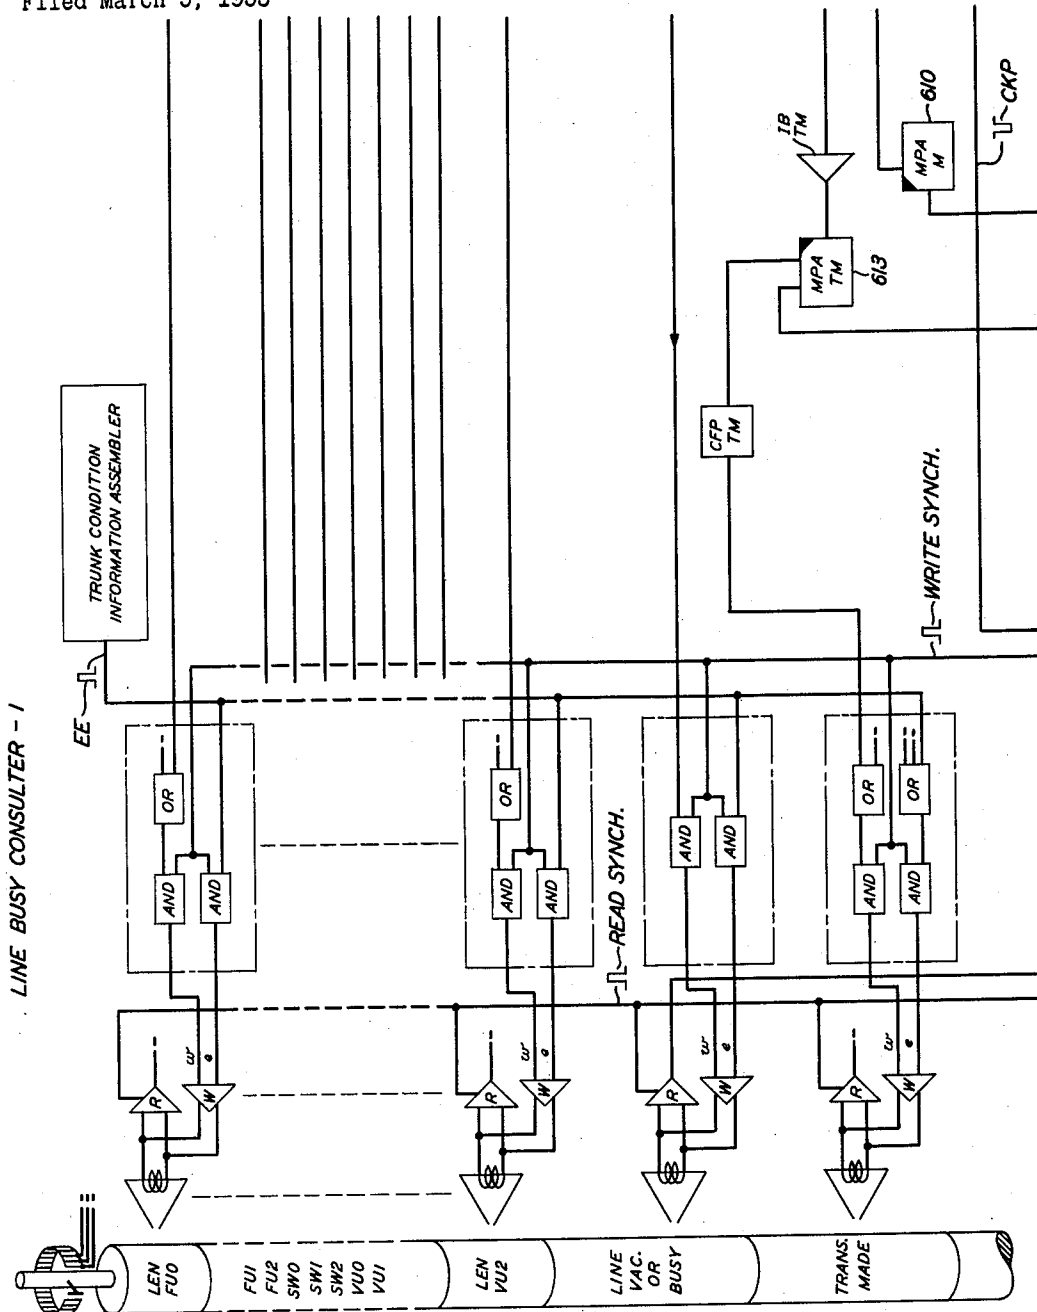 Filed March 5, 1958
LINE BUSY CONSULTER - 1
TRUNK CONDITION
INFORMATION ASSEMBLER
EE
OR
AND
AND
OR
AND
AND
AND
AND
OR
OR
AND
AND
WRITE SYNCH.
READ SYNCH.
CFP
TM
MPA
TM
613
IB
TM
MPA
M
610
CKP
R
W
w
e
R
W
w
e
R
W
w
e
R
W
w
e
LEN
FU0
FU1
FU2
SW0
SW1
SW2
VU0
VU1
LEN
VU2
LINE
VAC.
OR
BUSY
TRANS.
MADE